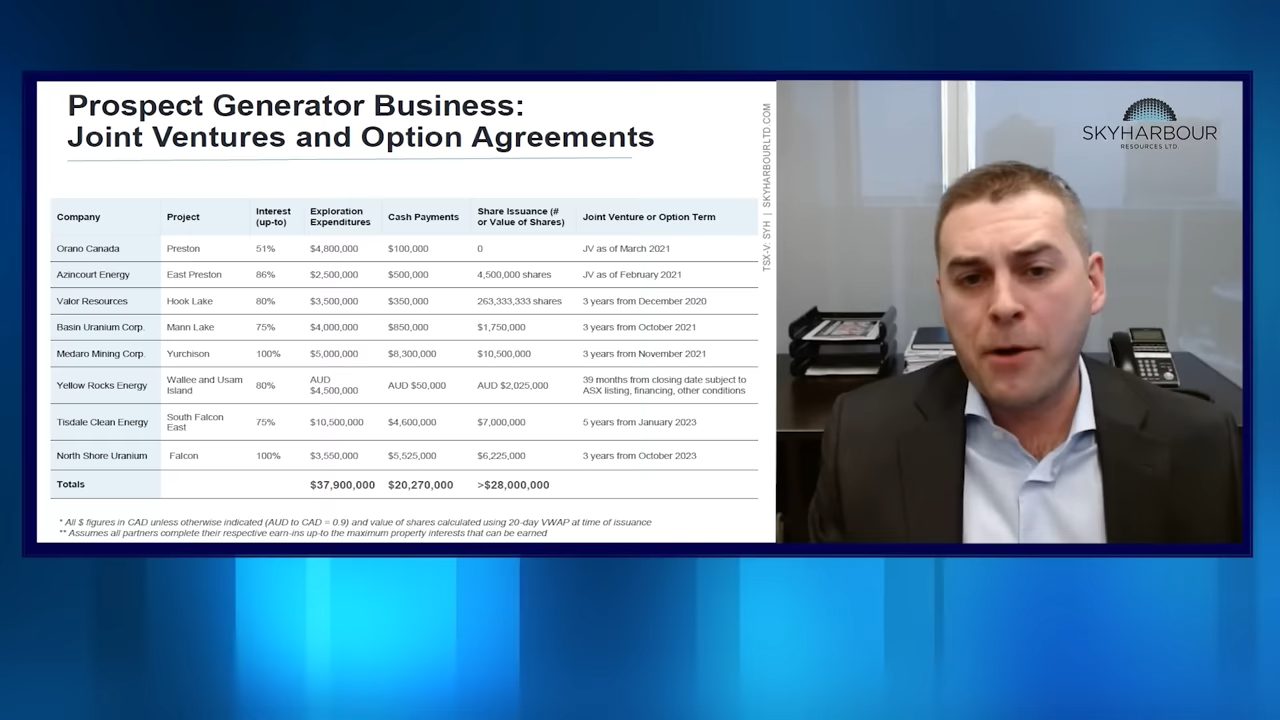 Prospect Generator Business:
Joint Ventures and Option Agreements
TSX-V: SYH | SKYHARBOURLTD.COM
SKYHARBOUR
RESOURCES LTD
Company Project Interest (up-to) Exploration Expenditures Cash Payments Share Issuance (# or Value of Shares) Joint Venture or Option Term
Orano Canada Preston 51% $4,800,000 $100,000 0 JV as of March 2021
Azincourt Energy East Preston 86% $2,500,000 $500,000 4,500,000 shares JV as of February 2021
Valor Resources Hook Lake 80% $3,500,000 $350,000 263,333,333 shares 3 years from December 2020
Basin Uranium Corp. Mann Lake 75% $4,000,000 $850,000 $1,750,000 3 years from October 2021
Medaro Mining Corp. Yurchison 100% $5,000,000 $8,300,000 $10,500,000 3 years from November 2021
Yellow Rocks Energy Wallee and Usam Island 80% AUD $4,500,000 AUD $50,000 AUD $2,025,000 39 months from closing date subject to ASX listing, financing, other conditions
Tisdale Clean Energy South Falcon East 75% $10,500,000 $4,600,000 $7,000,000 5 years from January 2023
North Shore Uranium Falcon 100% $3,550,000 $5,525,000 $6,225,000 3 years from October 2023
Totals $37,900,000 $20,270,000 >$28,000,000
* All $ figures in CAD unless otherwise indicated (AUD to CAD = 0.9) and value of shares calculated using 20-day VWAP at time of issuance
** Assumes all partners complete their respective earn-ins up-to the maximum property interests that can be earned